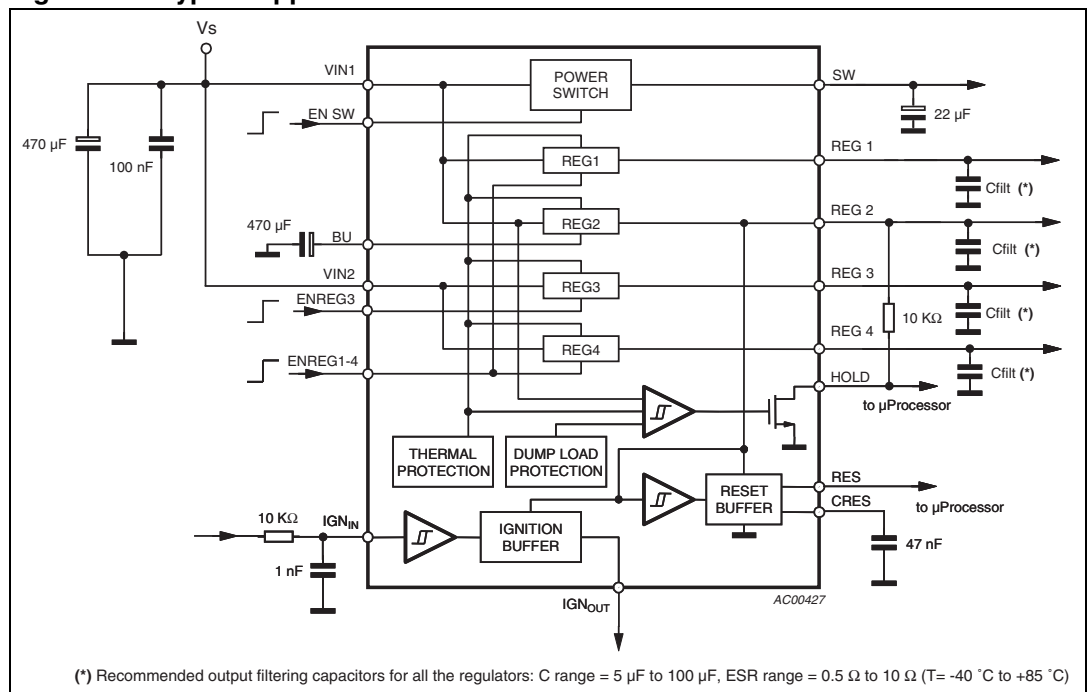 Vs
VIN1
POWER
SWITCH
SW
EN SW
22 µF
470 µF
100 nF
REG1
REG 1
Cfilt (*)
470 µF
BU
REG2
REG 2
Cfilt (*)
VIN2
REG3
REG 3
ENREG3
Cfilt (*)
10 KΩ
REG 4
REG4
ENREG1-4
Cfilt (*)
HOLD
to µProcessor
THERMAL
PROTECTION
DUMP LOAD
PROTECTION
RES
to µProcessor
RESET
BUFFER
CRES
10 KΩ
IGNIN
IGNITION
BUFFER
47 nF
1 nF
IGNOUT
AC00427
(*) Recommended output filtering capacitors for all the regulators: C range = 5 µF to 100 µF, ESR range = 0.5 Ω to 10 Ω (T= -40 ˚C to +85 ˚C)